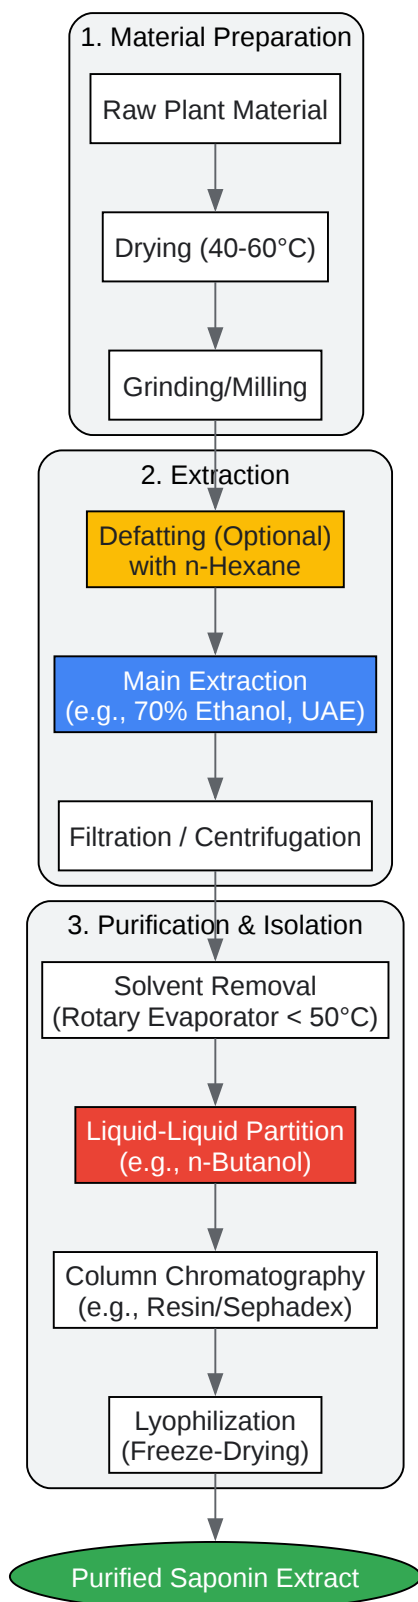 1. Material Preparation
Raw Plant Material
Drying (40-60°C)
Grinding/Milling
2. Extraction
Defatting (Optional)
with n-Hexane
Main Extraction
(e.g., 70% Ethanol, UAE)
Filtration / Centrifugation
3. Purification & Isolation
Solvent Removal
(Rotary Evaporator < 50°C)
Liquid-Liquid Partition
(e.g., n-Butanol)
Column Chromatography
(e.g., Resin/Sephadex)
Lyophilization
(Freeze-Drying)
Purified Saponin Extract